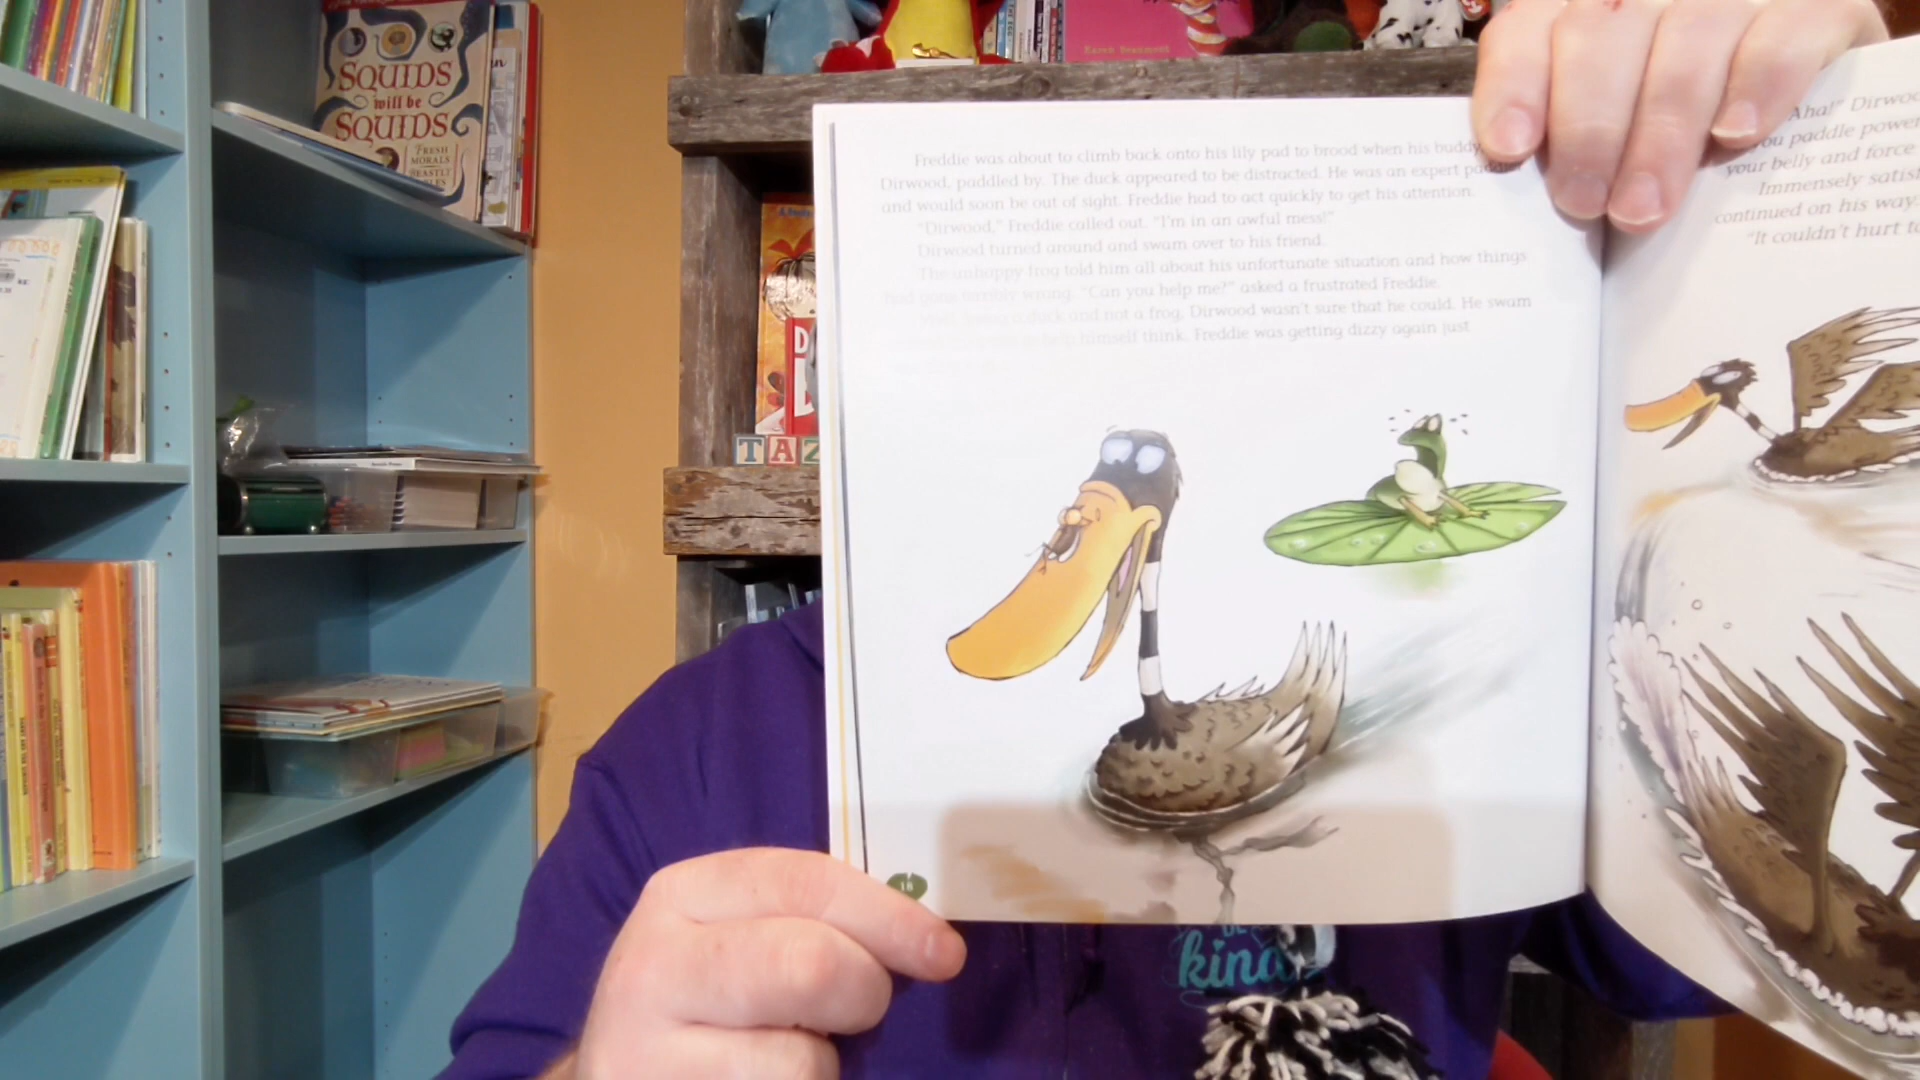 SQUIDS
will be
SQUIDS
FRESH
MORALS
BEASTLY
Karen Beaumont
TAZ
Freddie was about to climb back onto his lily pad to brood when his buddy
Dirwood, paddled by. The duck appeared to be distracted. He was an expert
and would soon be out of sight. Freddie had to act quickly to get his attention.
"Dirwood," Freddie called out. "I'm in an awful mess!"
Dirwood turned around and swam over to his friend.
The unhappy frog told him all about his unfortunate situation and how things
had gone terribly wrong. "Can you help me?" asked a frustrated Freddie.
being a duck and not a frog, Dirwood wasn't sure that he could. He swam
help himself think. Freddie was getting dizzy again just
18
"Aha!"
you paddle
your belly and force
Immensely
continued on his way.
"It couldn't hurt
kind